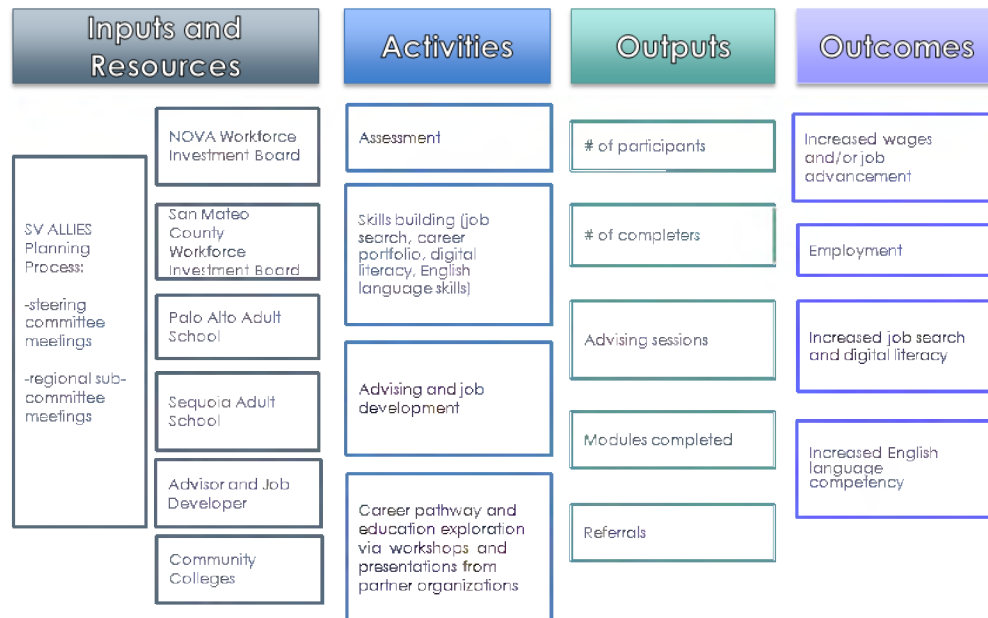 Inputs and
Resources
Activities
Outputs
Outcomes
SV ALLIES
Planning
Process:
-steering
committee
meetings
-regional sub-
committee
meetings
NOVA Workforce
Investment Board
San Mateo
County
Workforce
Investment Board
Palo Alto Adult
School
Sequoia Adult
School
Advisor and Job
Developer
Community
Colleges
Assessment
Skills building (job
search, career
portfolio, digital
literacy, English
language skills)
Advising and job
development
Career pathway and
education exploration
via workshops and
presentations from
partner organizations
# of participants
# of completers
Advising sessions
Modules completed
Referrals
Increased wages
and/or job
advancement
Employment
Increased job search
and digital literacy
Increased English
language
competency